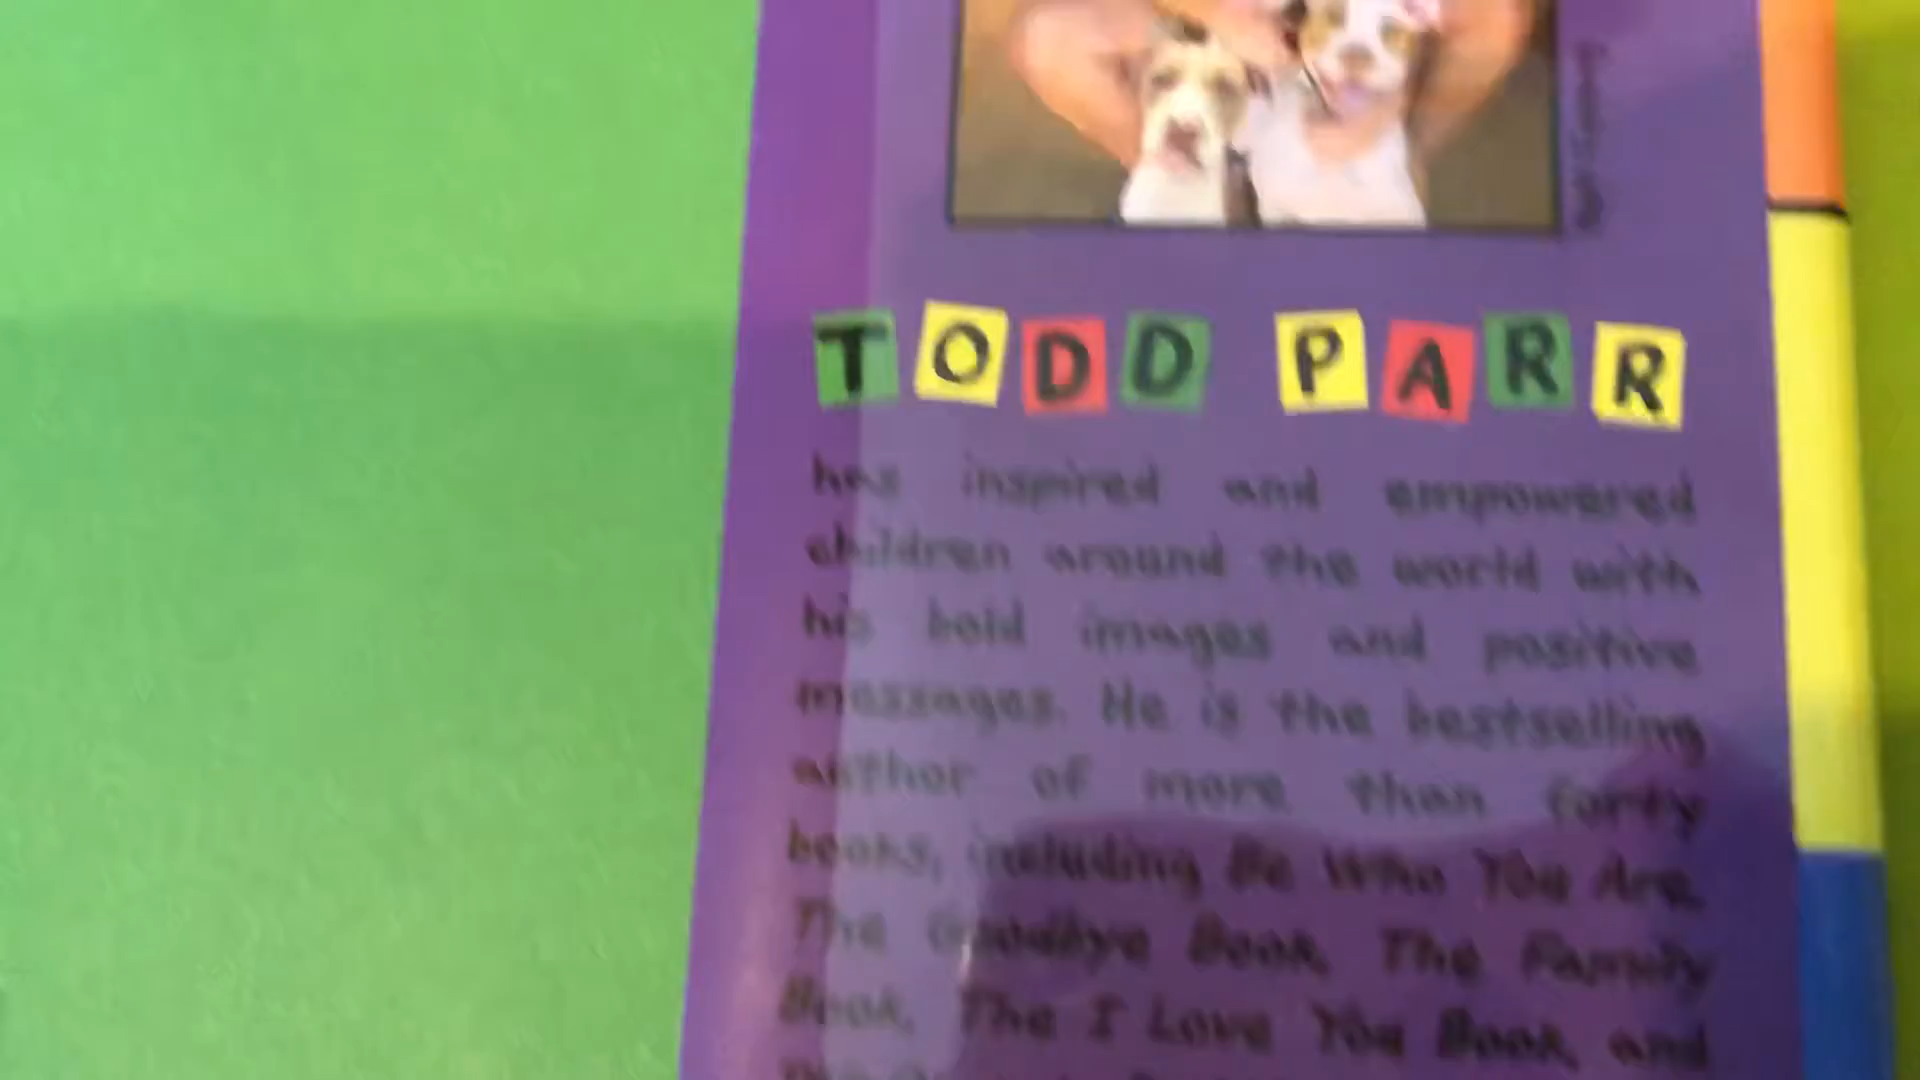 TODD PARR
has inspired and empowered
children around the world with
his bold images and positive
messages. He is the bestselling
author of more than forty
books, including Be Who You Are,
The Goodbye Book, The Family
Book, The I Love You Book, and